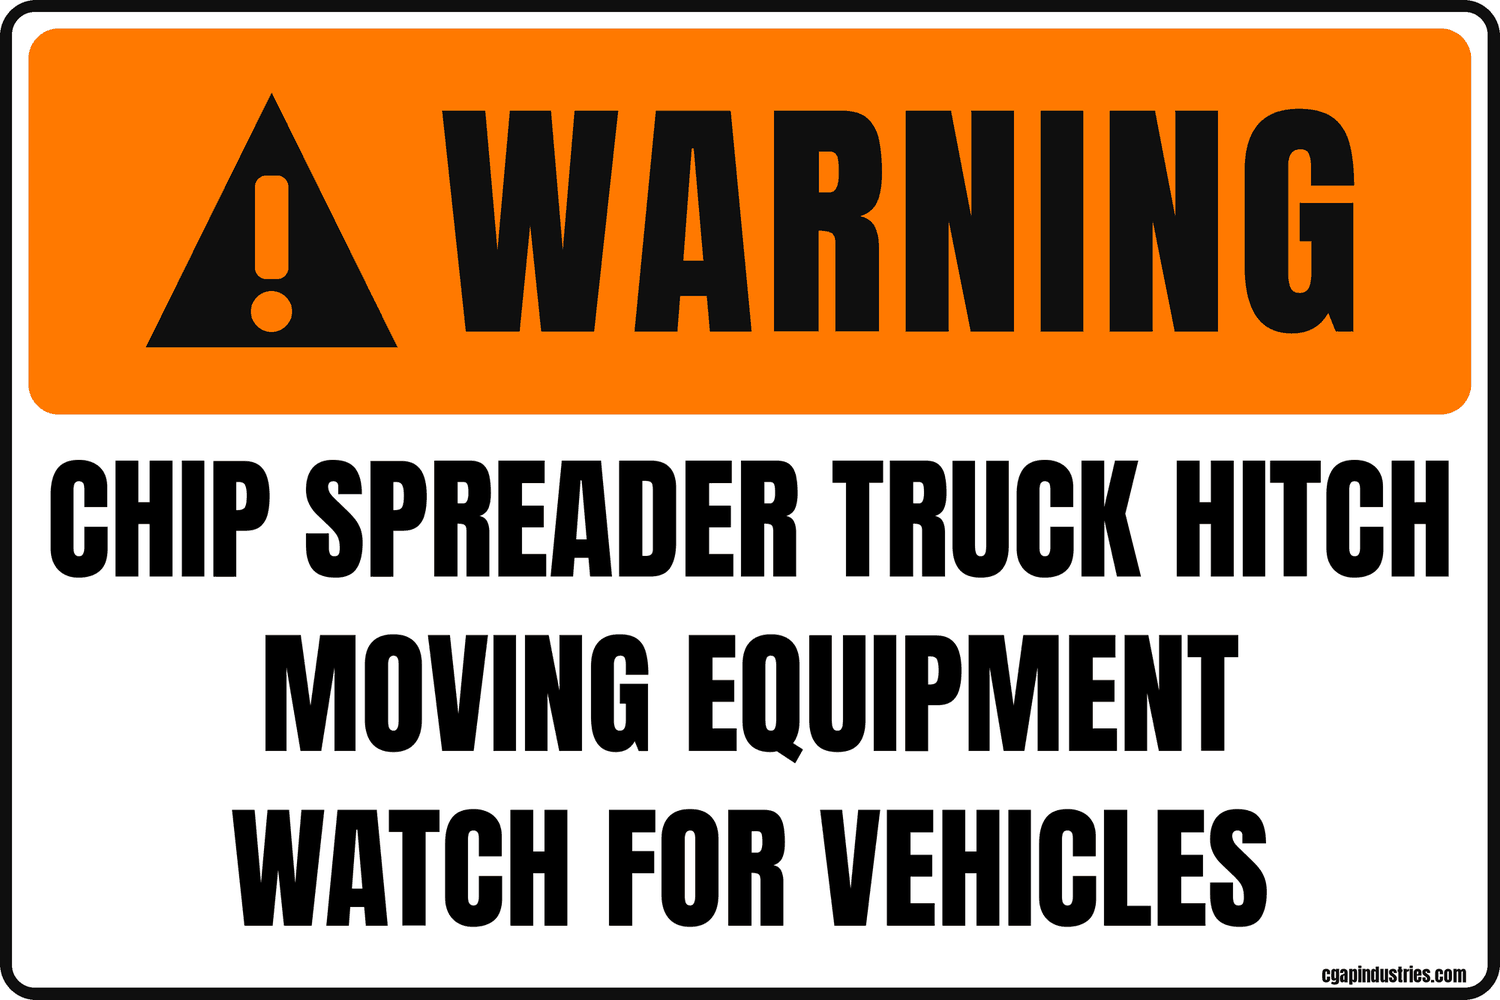 WARNING
CHIP SPREADER TRUCK HITCH
MOVING EQUIPMENT
WATCH FOR VEHICLES
cgapindustries.com